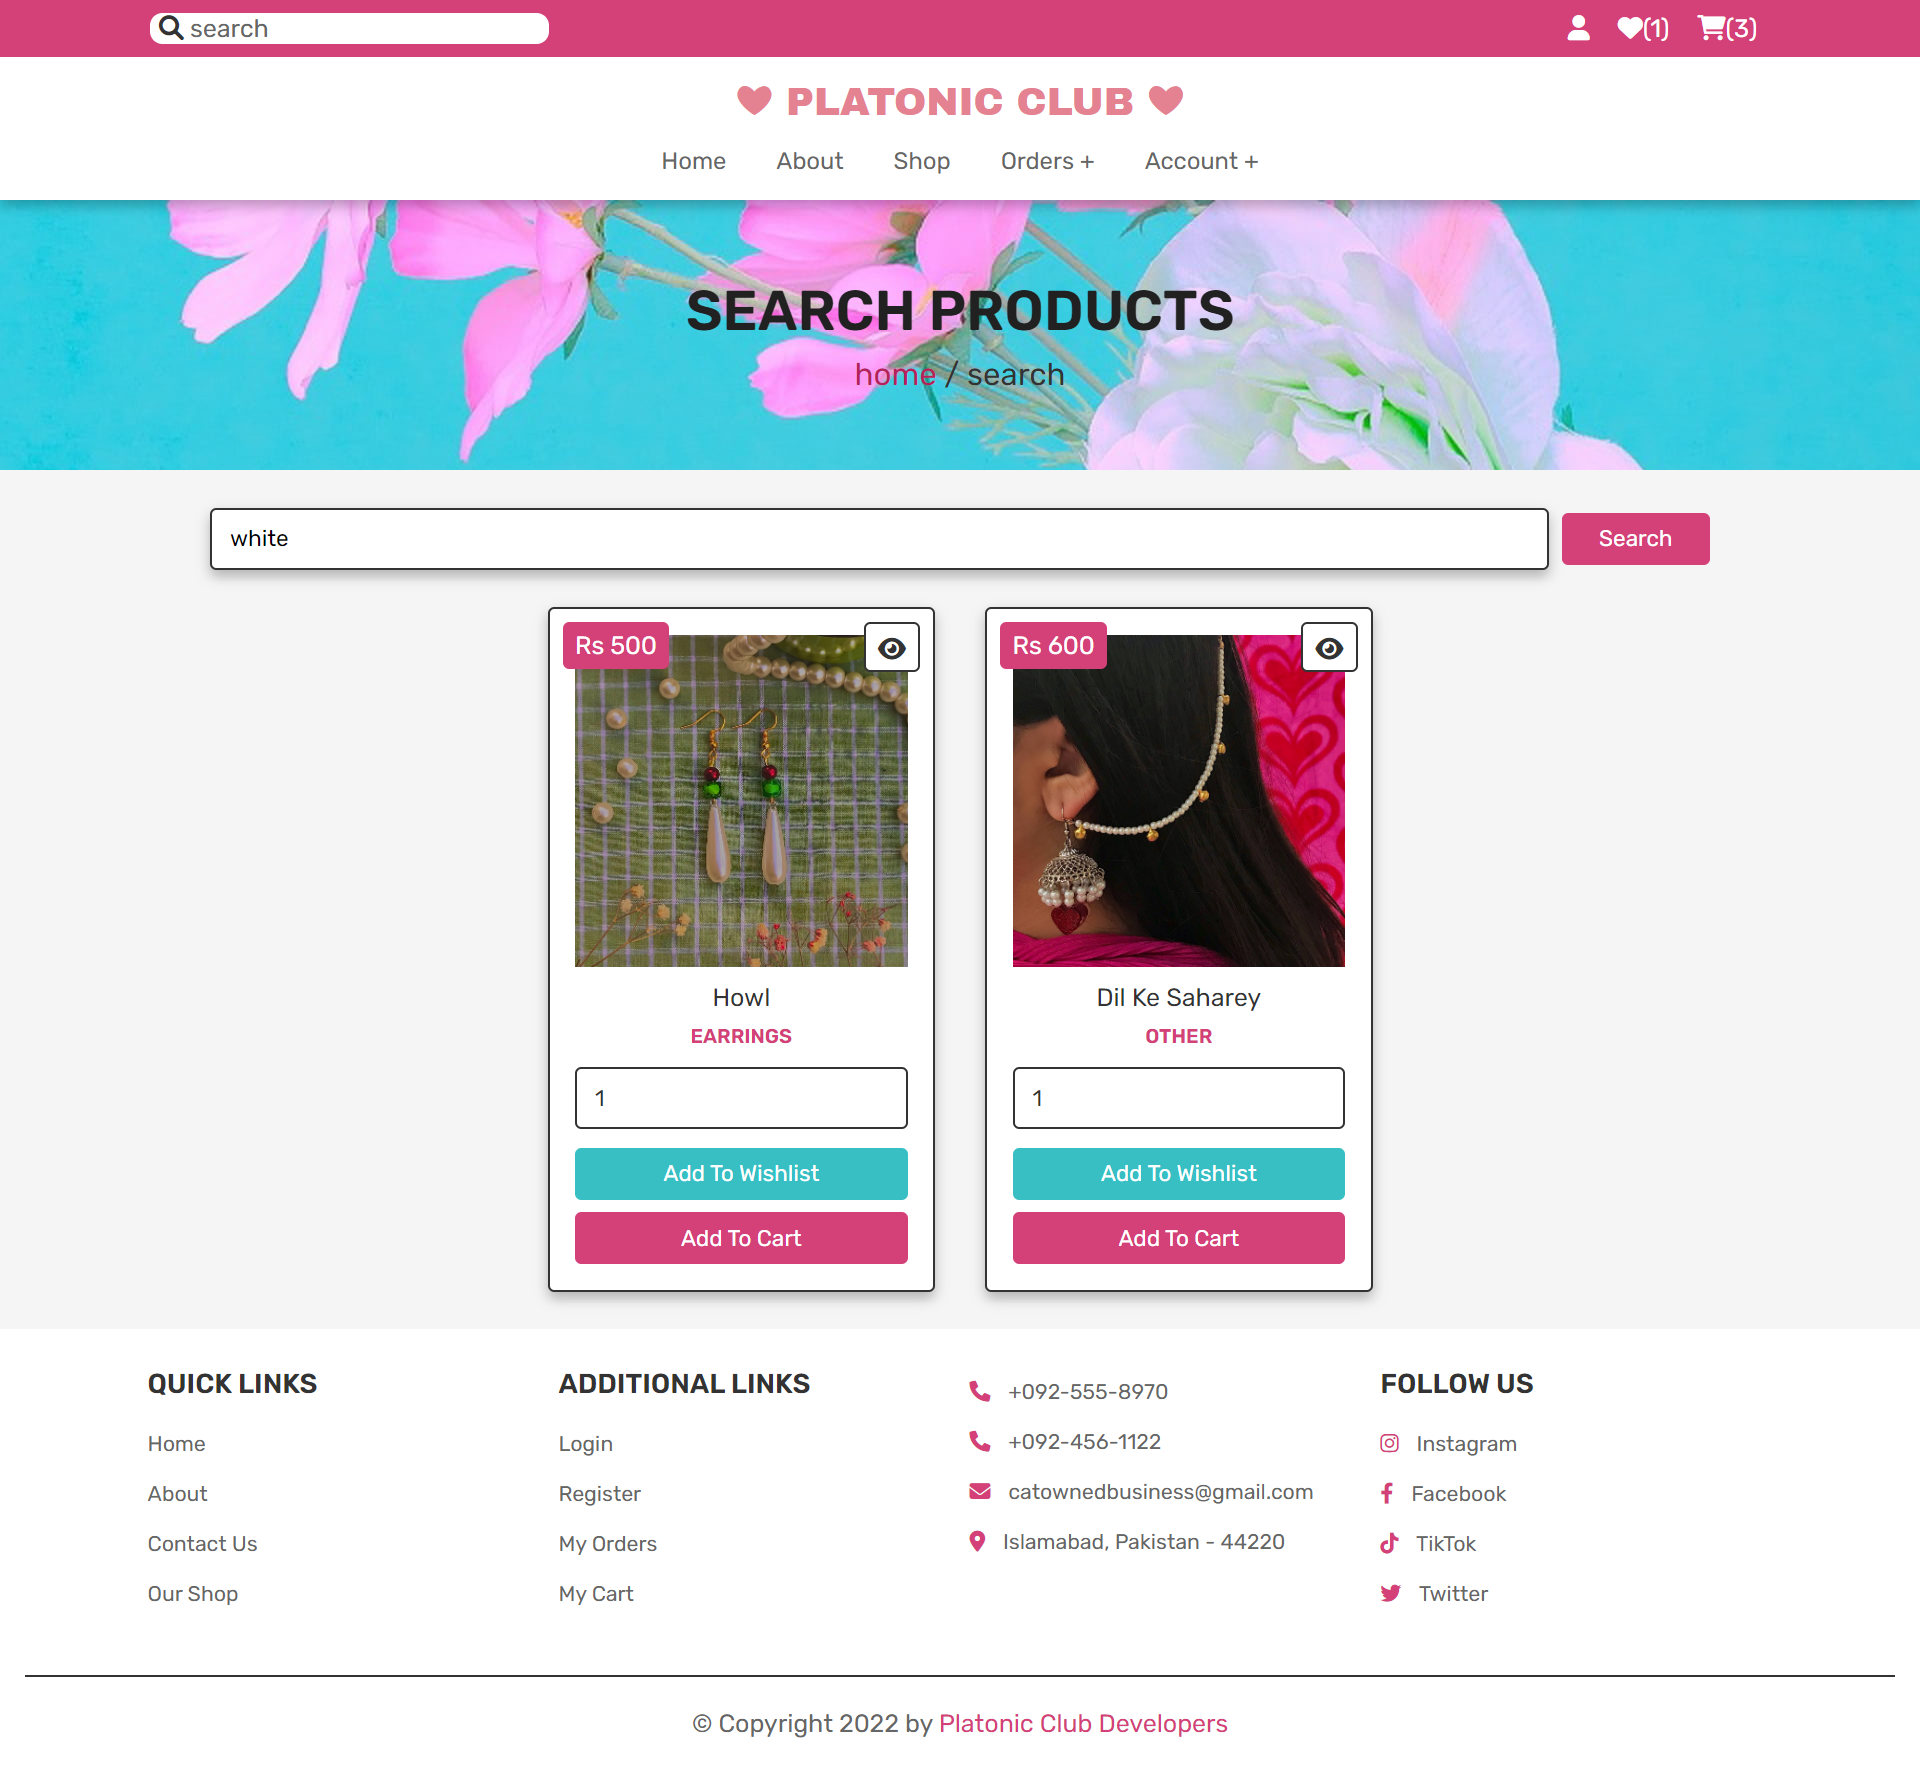 search
(1)
(3)
PLATONIC CLUB
Home About Shop Orders + Account +
SEARCH PRODUCTS
home / search
white
Search
Rs 500
Howl
EARRINGS
1
Add To Wishlist
Add To Cart
Rs 600
Dil Ke Saharey
OTHER
1
Add To Wishlist
Add To Cart
QUICK LINKS
Home
About
Contact Us
Our Shop
ADDITIONAL LINKS
Login
Register
My Orders
My Cart
+092-555-8970
+092-456-1122
catownedbusiness@gmail.com
Islamabad, Pakistan - 44220
FOLLOW US
Instagram
Facebook
TikTok
Twitter
© Copyright 2022 by Platonic Club Developers